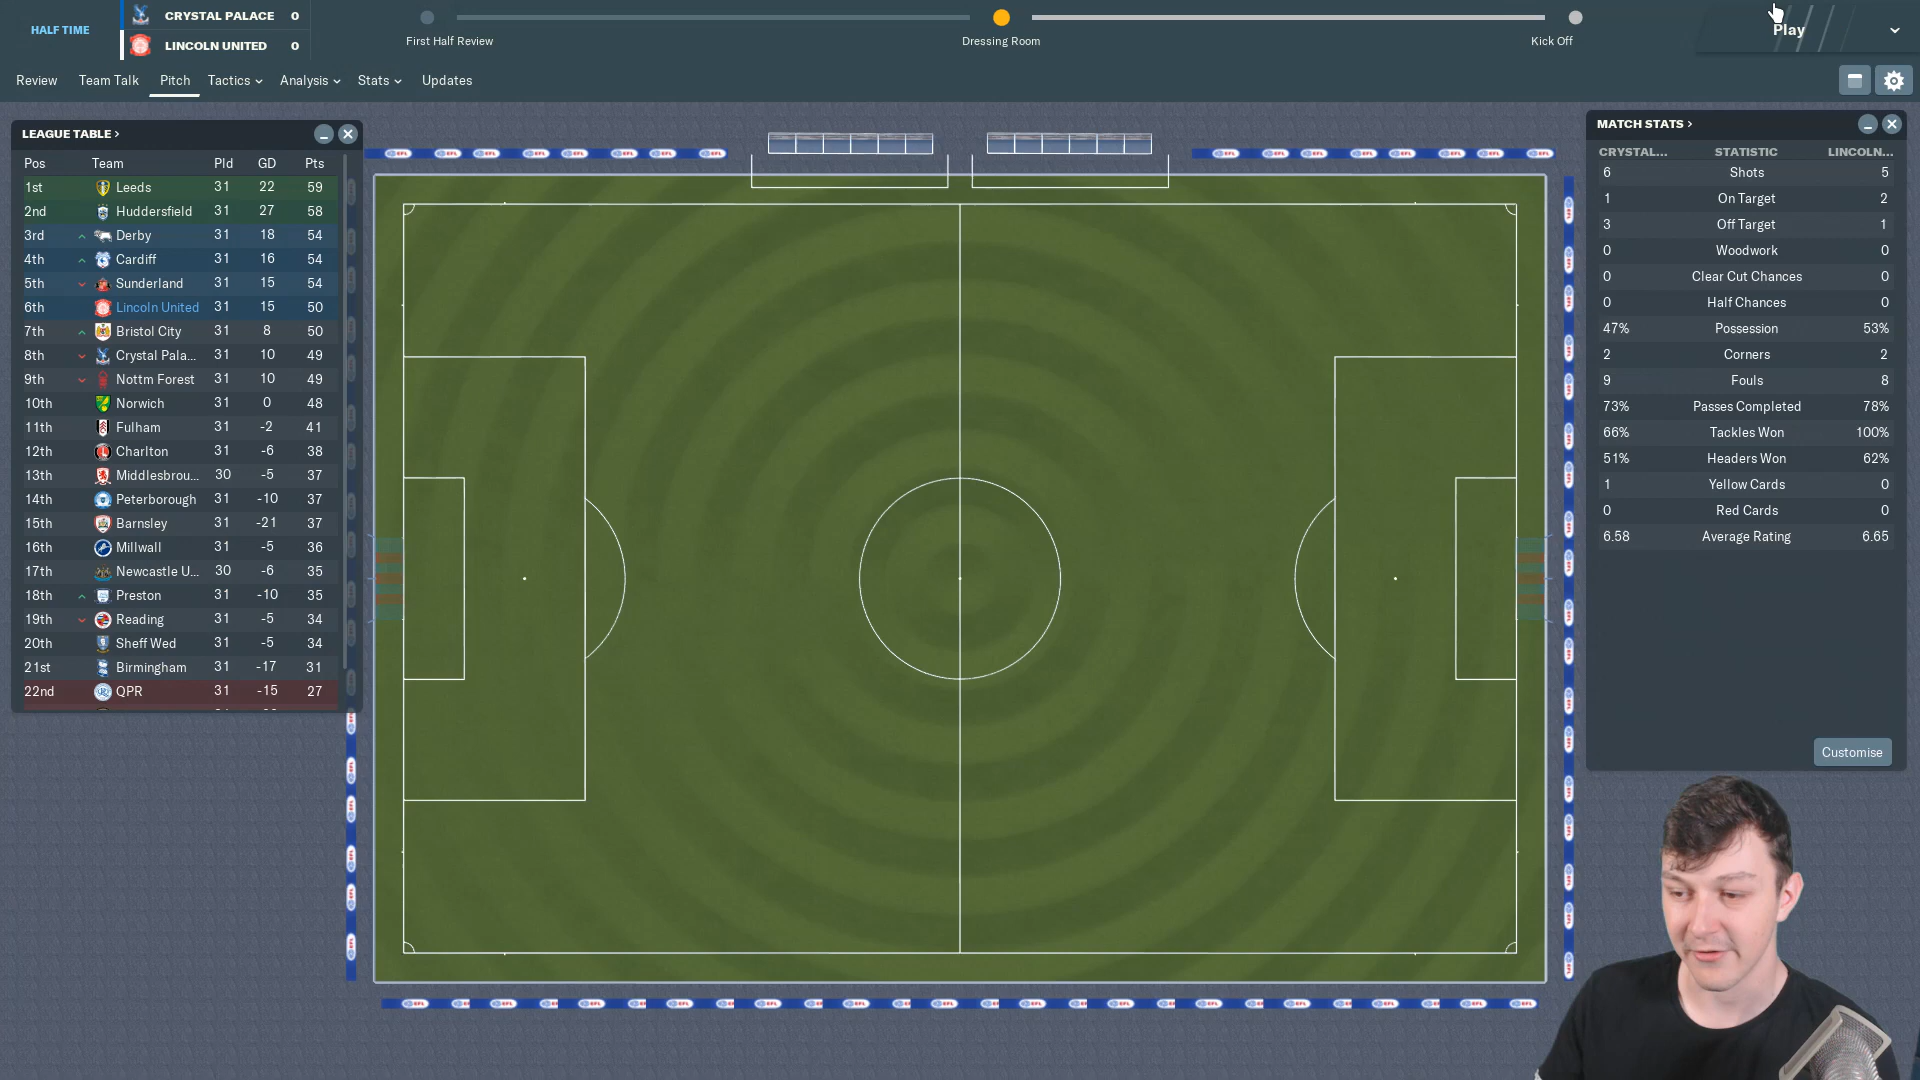 HALF TIME
CRYSTAL PALACE 0
LINCOLN UNITED 0
First Half Review
Dressing Room
Kick Off
Play
Review Team Talk Pitch Tactics Analysis Stats Updates
LEAGUE TABLE >
Pos Team Pld GD Pts
1st Leeds 31 22 59
2nd Huddersfield 31 27 58
3rd Derby 31 18 54
4th Cardiff 31 16 54
5th Sunderland 31 15 54
6th Lincoln United 31 15 50
7th Bristol City 31 8 50
8th Crystal Pala... 31 10 49
9th Nottm Forest 31 10 49
10th Norwich 31 0 48
11th Fulham 31 -2 41
12th Charlton 31 -6 38
13th Middlesbrou... 30 -5 37
14th Peterborough 31 -10 37
15th Barnsley 31 -21 37
16th Millwall 31 -5 36
17th Newcastle U... 30 -6 35
18th Preston 31 -10 35
19th Reading 31 -5 34
20th Sheff Wed 31 -5 34
21st Birmingham 31 -17 31
22nd QPR 31 -15 27
MATCH STATS >
CRYSTAL... STATISTIC LINCOLN...
6 Shots 5
1 On Target 2
3 Off Target 1
0 Woodwork 0
0 Clear Cut Chances 0
0 Half Chances 0
47% Possession 53%
2 Corners 2
9 Fouls 8
73% Passes Completed 78%
66% Tackles Won 100%
51% Headers Won 62%
1 Yellow Cards 0
0 Red Cards 0
6.58 Average Rating 6.65
Customise